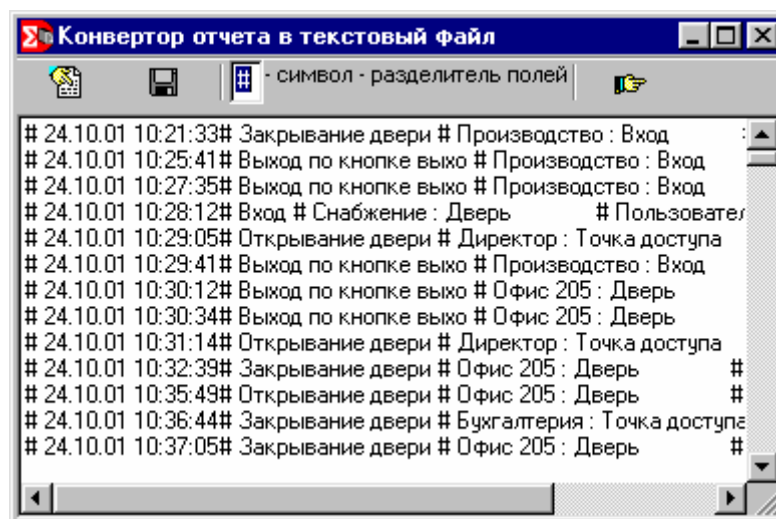 Конвертор отчета в текстовый файл
# - символ - разделитель полей
# 24.10.01 10:21:33# Закрывание двери # Производство : Вход
# 24.10.01 10:25:41# Выход по кнопке выхо # Производство : Вход
# 24.10.01 10:27:35# Выход по кнопке выхо # Производство : Вход
# 24.10.01 10:28:12# Вход # Снабжение : Дверь # Пользовател
# 24.10.01 10:29:05# Открывание двери # Директор : Точка доступа
# 24.10.01 10:29:41# Выход по кнопке выхо # Производство : Вход
# 24.10.01 10:30:12# Выход по кнопке выхо # Офис 205 : Дверь
# 24.10.01 10:30:34# Выход по кнопке выхо # Офис 205 : Дверь
# 24.10.01 10:31:14# Открывание двери # Директор : Точка доступа
# 24.10.01 10:32:39# Закрывание двери # Офис 205 : Дверь #
# 24.10.01 10:35:49# Открывание двери # Офис 205 : Дверь #
# 24.10.01 10:36:44# Закрывание двери # Бухгалтерия : Точка доступа
# 24.10.01 10:37:05# Закрывание двери # Офис 205 : Дверь #